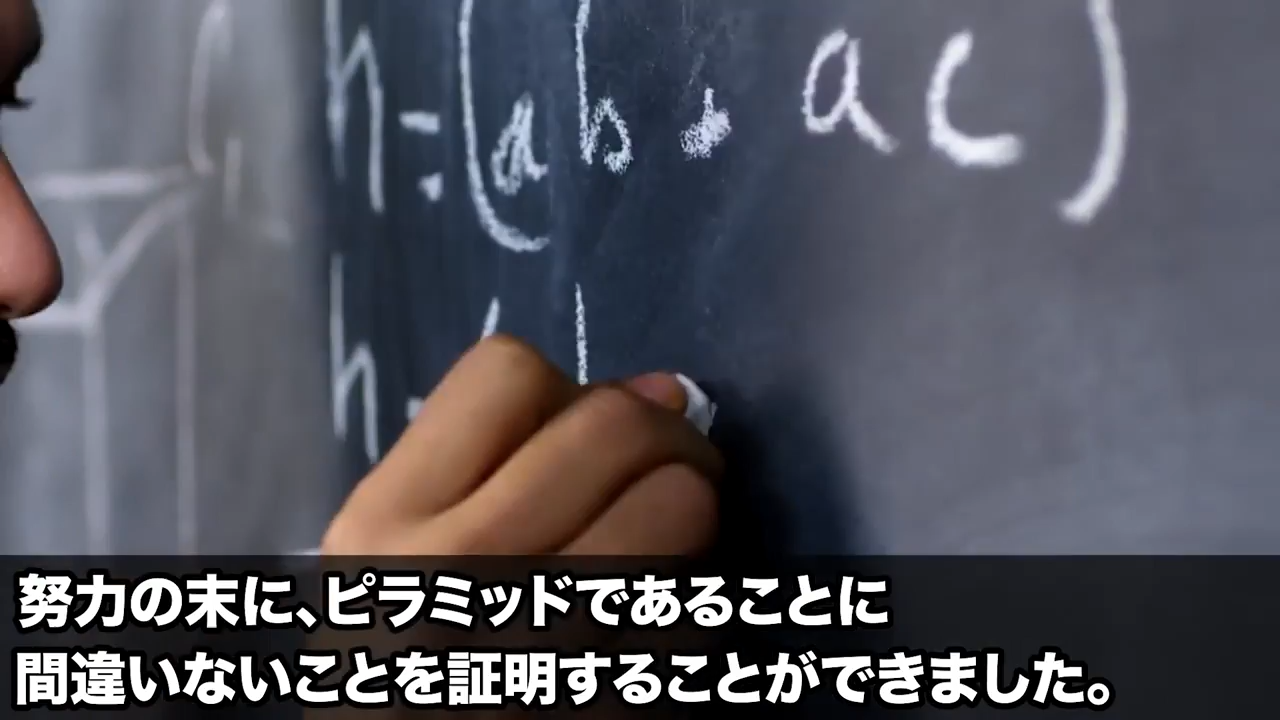 h = (ab · ac)
h
努力の末に、ピラミッドであることに
間違いないことを証明することができました。